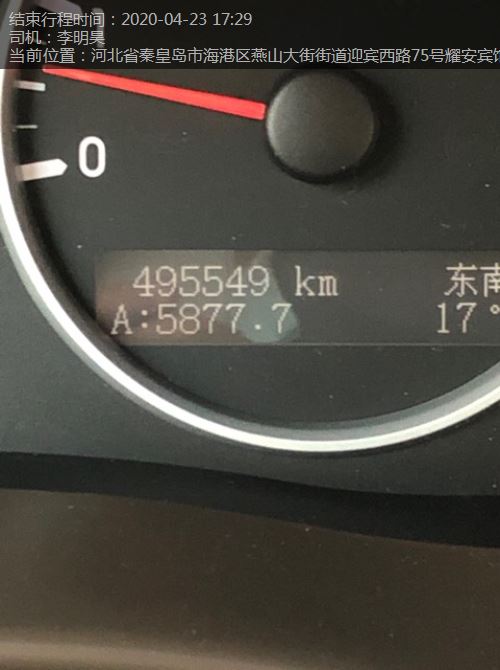 结束行程时间：2020-04-23 17:29
司机：李明昊
当前位置：河北省秦皇岛市海港区燕山大街街道迎宾西路75号耀安宾馆
0
495549 km 东南
A:5877.7 17°